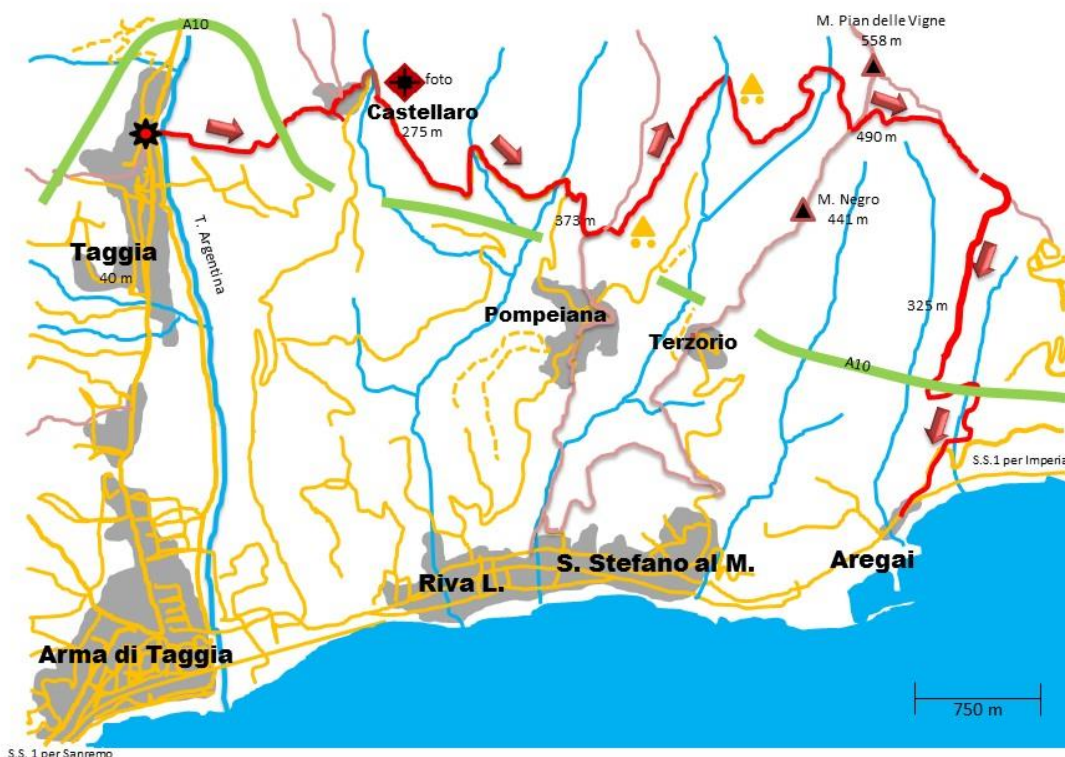 A10
M. Pian delle Vigne
558 m
foto
Castellaro
275 m
490 m
M. Negro
441 m
373 m
T. Argentina
Taggia
40 m
325 m
Pompeiana
Terzorio
A10
S.S.1 per Imperia
S. Stefano al M.
Aregai
Riva L.
Arma di Taggia
750 m
S.S. 1 per Sanremo